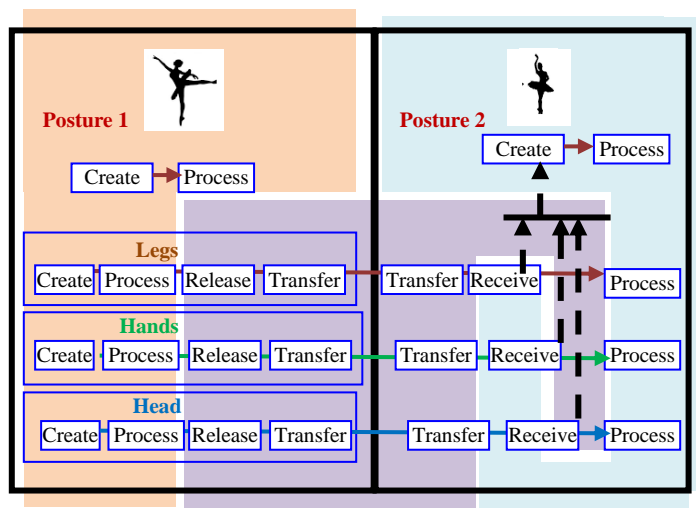 Posture 1
Posture 2
Create Process
Create Process
Legs
Create Process Release Transfer Transfer Receive Process
Hands
Create Process Release Transfer Transfer Receive Process
Head
Create Process Release Transfer Transfer Receive Process